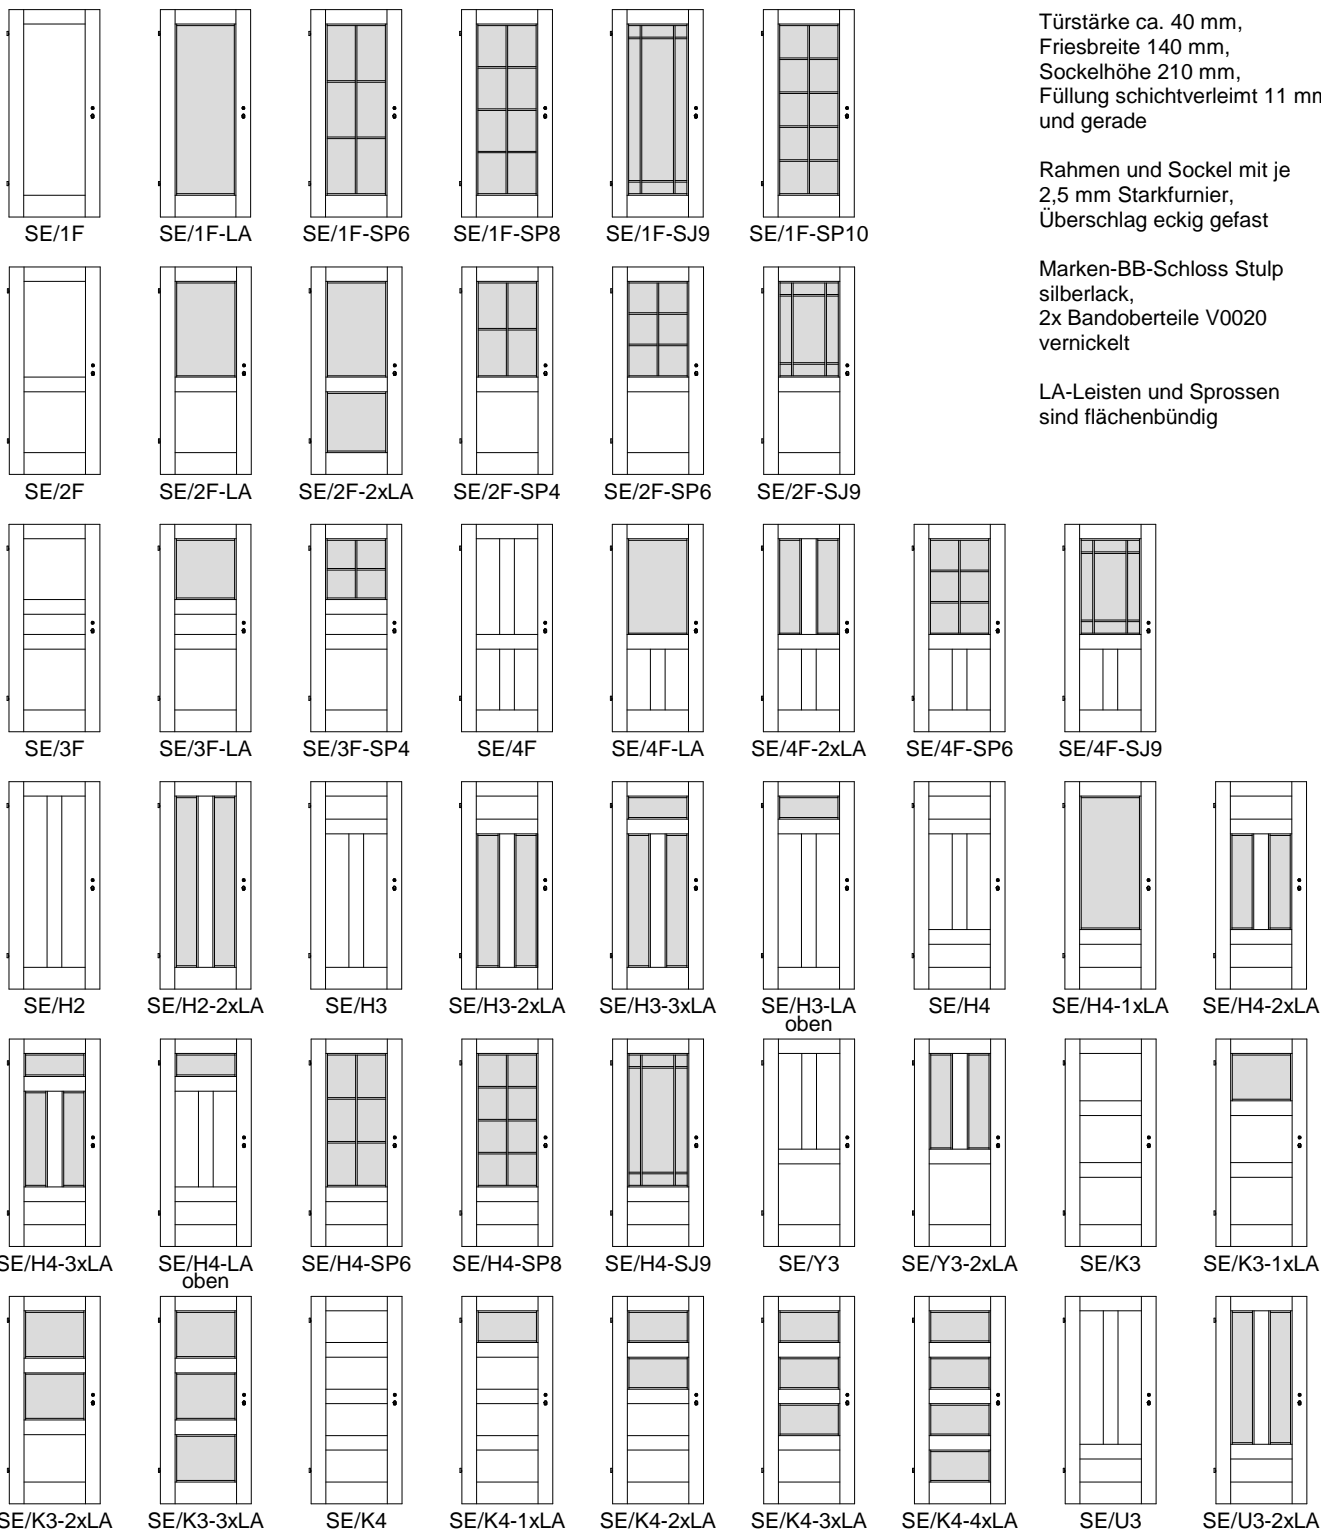 Türstärke ca. 40 mm,
Friesbreite 140 mm,
Sockelhöhe 210 mm,
Füllung schichtverleimt 11 mm
und gerade
Rahmen und Sockel mit je
2,5 mm Starkfurnier,
Überschlag eckig gefast
Marken-BB-Schloss Stulp
silberlack,
2x Bandoberteile V0020
vernickelt
LA-Leisten und Sprossen
sind flächenbündig
SE/1F SE/1F-LA SE/1F-SP6 SE/1F-SP8 SE/1F-SJ9 SE/1F-SP10
SE/2F SE/2F-LA SE/2F-2xLA SE/2F-SP4 SE/2F-SP6 SE/2F-SJ9
SE/3F SE/3F-LA SE/3F-SP4 SE/4F SE/4F-LA SE/4F-2xLA SE/4F-SP6 SE/4F-SJ9
SE/H2 SE/H2-2xLA SE/H3 SE/H3-2xLA SE/H3-3xLA SE/H3-LA SE/H4 SE/H4-1xLA SE/H4-2xLA
oben
SE/H4-3xLA SE/H4-LA SE/H4-SP6 SE/H4-SP8 SE/H4-SJ9 SE/Y3 SE/Y3-2xLA SE/K3 SE/K3-1xLA
oben
SE/K3-2xLA SE/K3-3xLA SE/K4 SE/K4-1xLA SE/K4-2xLA SE/K4-3xLA SE/K4-4xLA SE/U3 SE/U3-2xLA